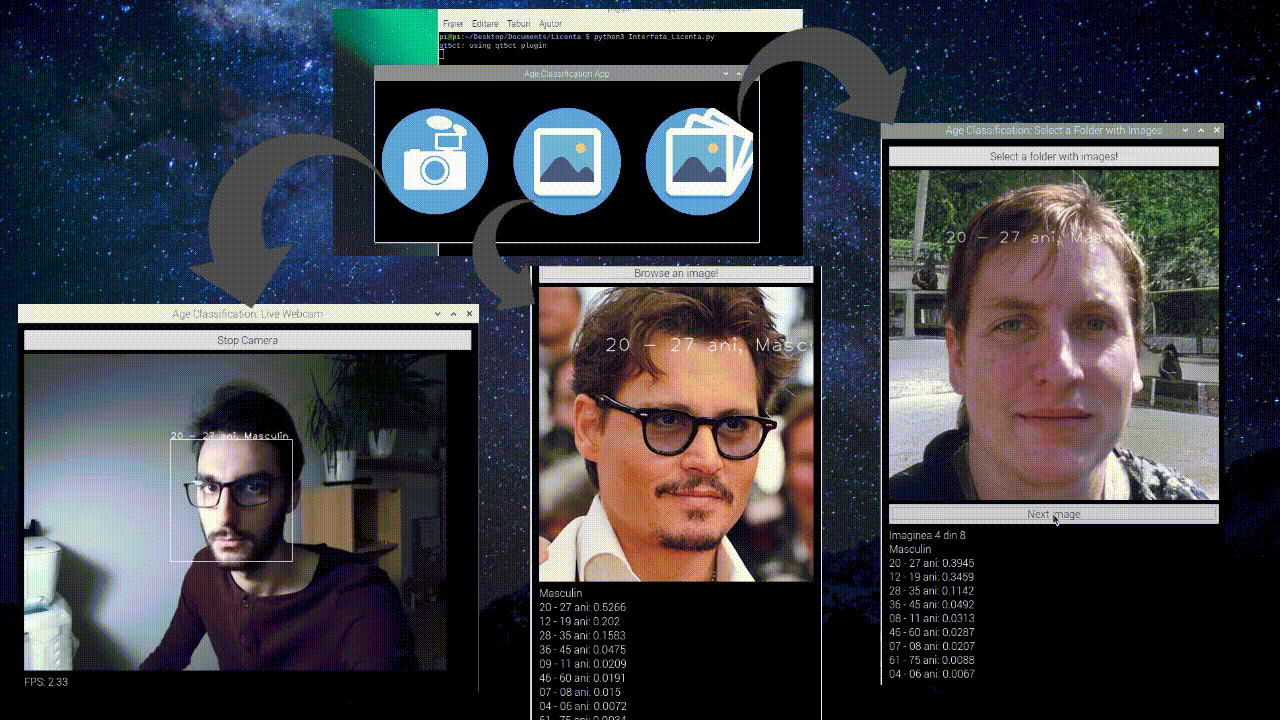 Fișier Editare Taburi Ajutor
pi@pi:~/Desktop/Documents/Licenta $ python3 Interfata_Licenta.py
qt5ct: using qt5ct plugin
Age Classification App
Age Classification: Live Webcam
Stop Camera
20 - 27 ani, Masculin
FPS: 2.33
Browse an image!
20 - 27 ani, Masc
Masculin
20 - 27 ani: 0.5266
12 - 19 ani: 0.202
28 - 35 ani: 0.1583
36 - 45 ani: 0.0475
09 - 11 ani: 0.0209
46 - 60 ani: 0.0191
07 - 08 ani: 0.015
04 - 06 ani: 0.0072
61 - 75 ani: 0.0034
Age Classification: Select a Folder with Images
Select a folder with images!
20 - 27 ani, Masculin
Next image
Imaginea 4 din 8
Masculin
20 - 27 ani: 0.3945
12 - 19 ani: 0.3459
28 - 35 ani: 0.1142
36 - 45 ani: 0.0492
08 - 11 ani: 0.0313
46 - 60 ani: 0.0287
07 - 08 ani: 0.0207
61 - 75 ani: 0.0088
04 - 06 ani: 0.0067